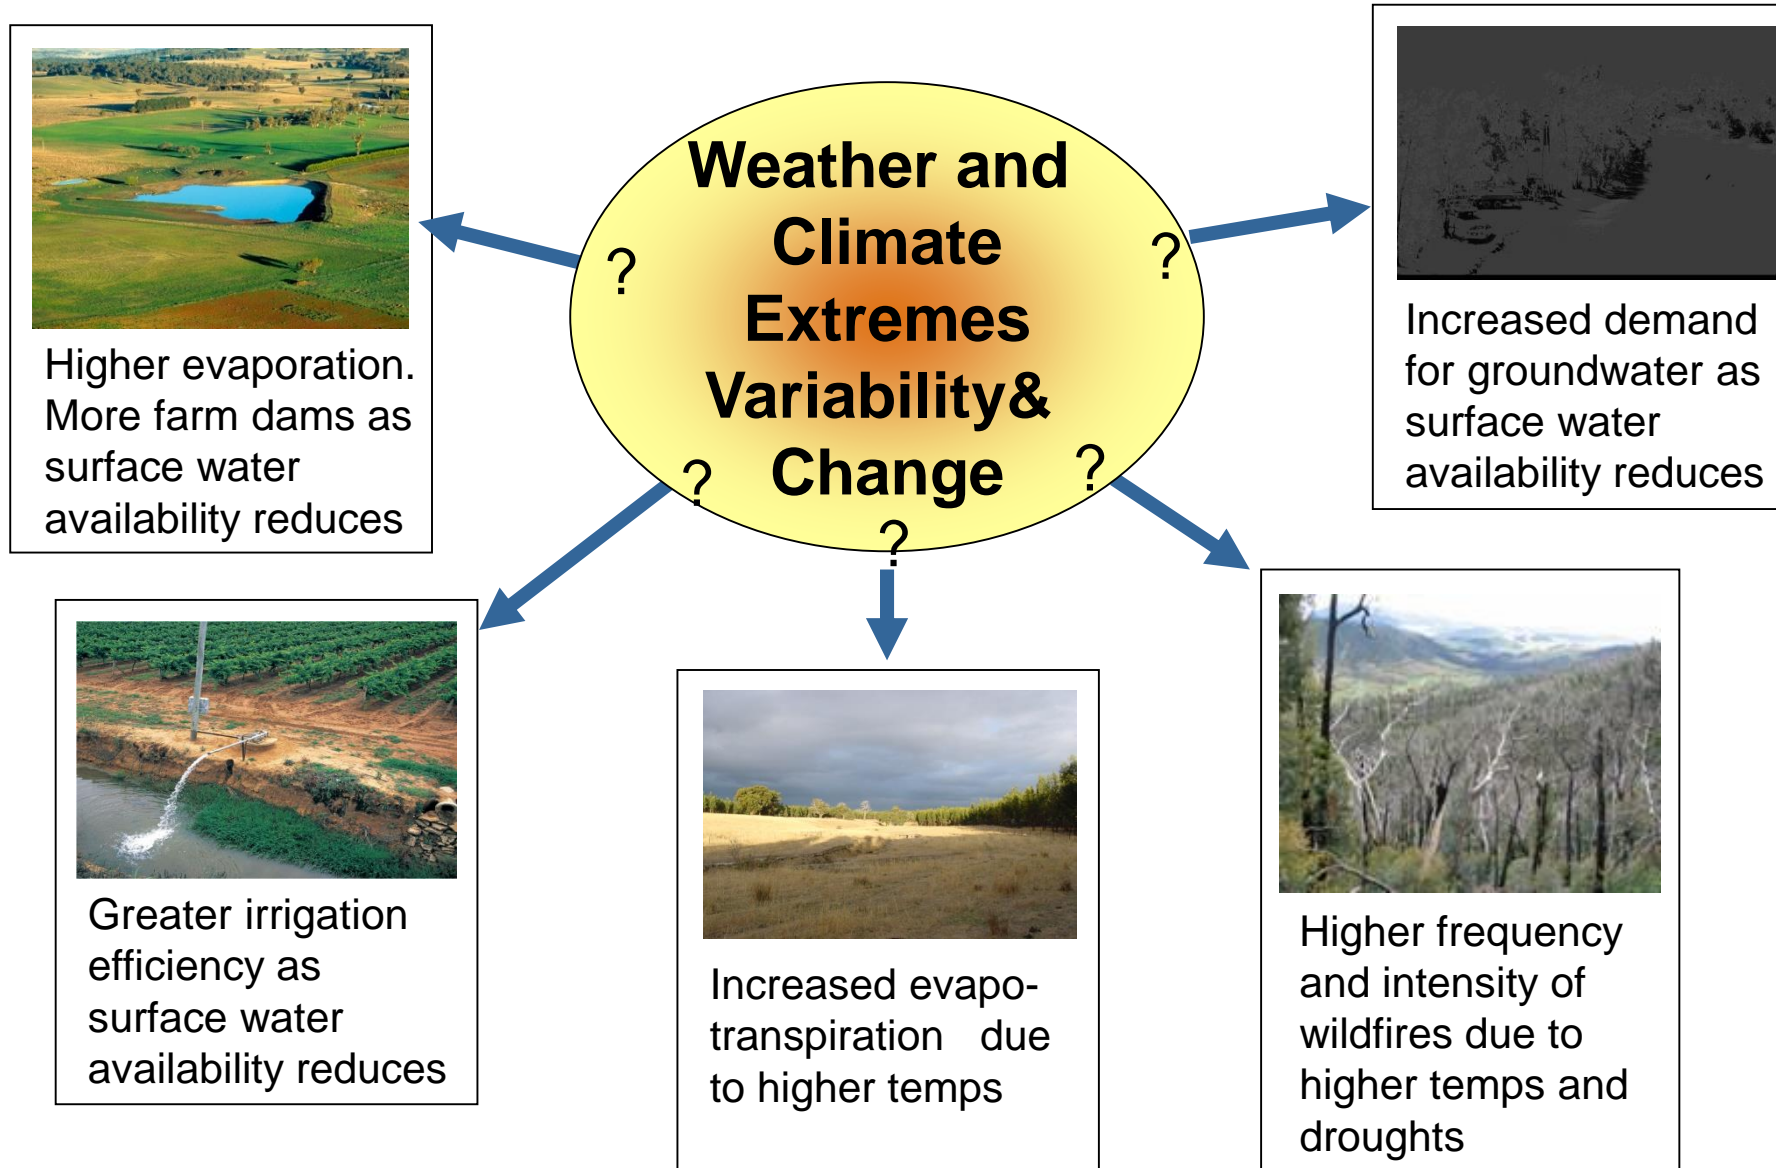 Weather and
Climate
Extremes
Variability&
Change
?
?
?
?
?
Higher evaporation.
More farm dams as
surface water
availability reduces
Increased demand
for groundwater as
surface water
availability reduces
Greater irrigation
efficiency as
surface water
availability reduces
Increased evapo-
transpiration due
to higher temps
Higher frequency
and intensity of
wildfires due to
higher temps and
droughts